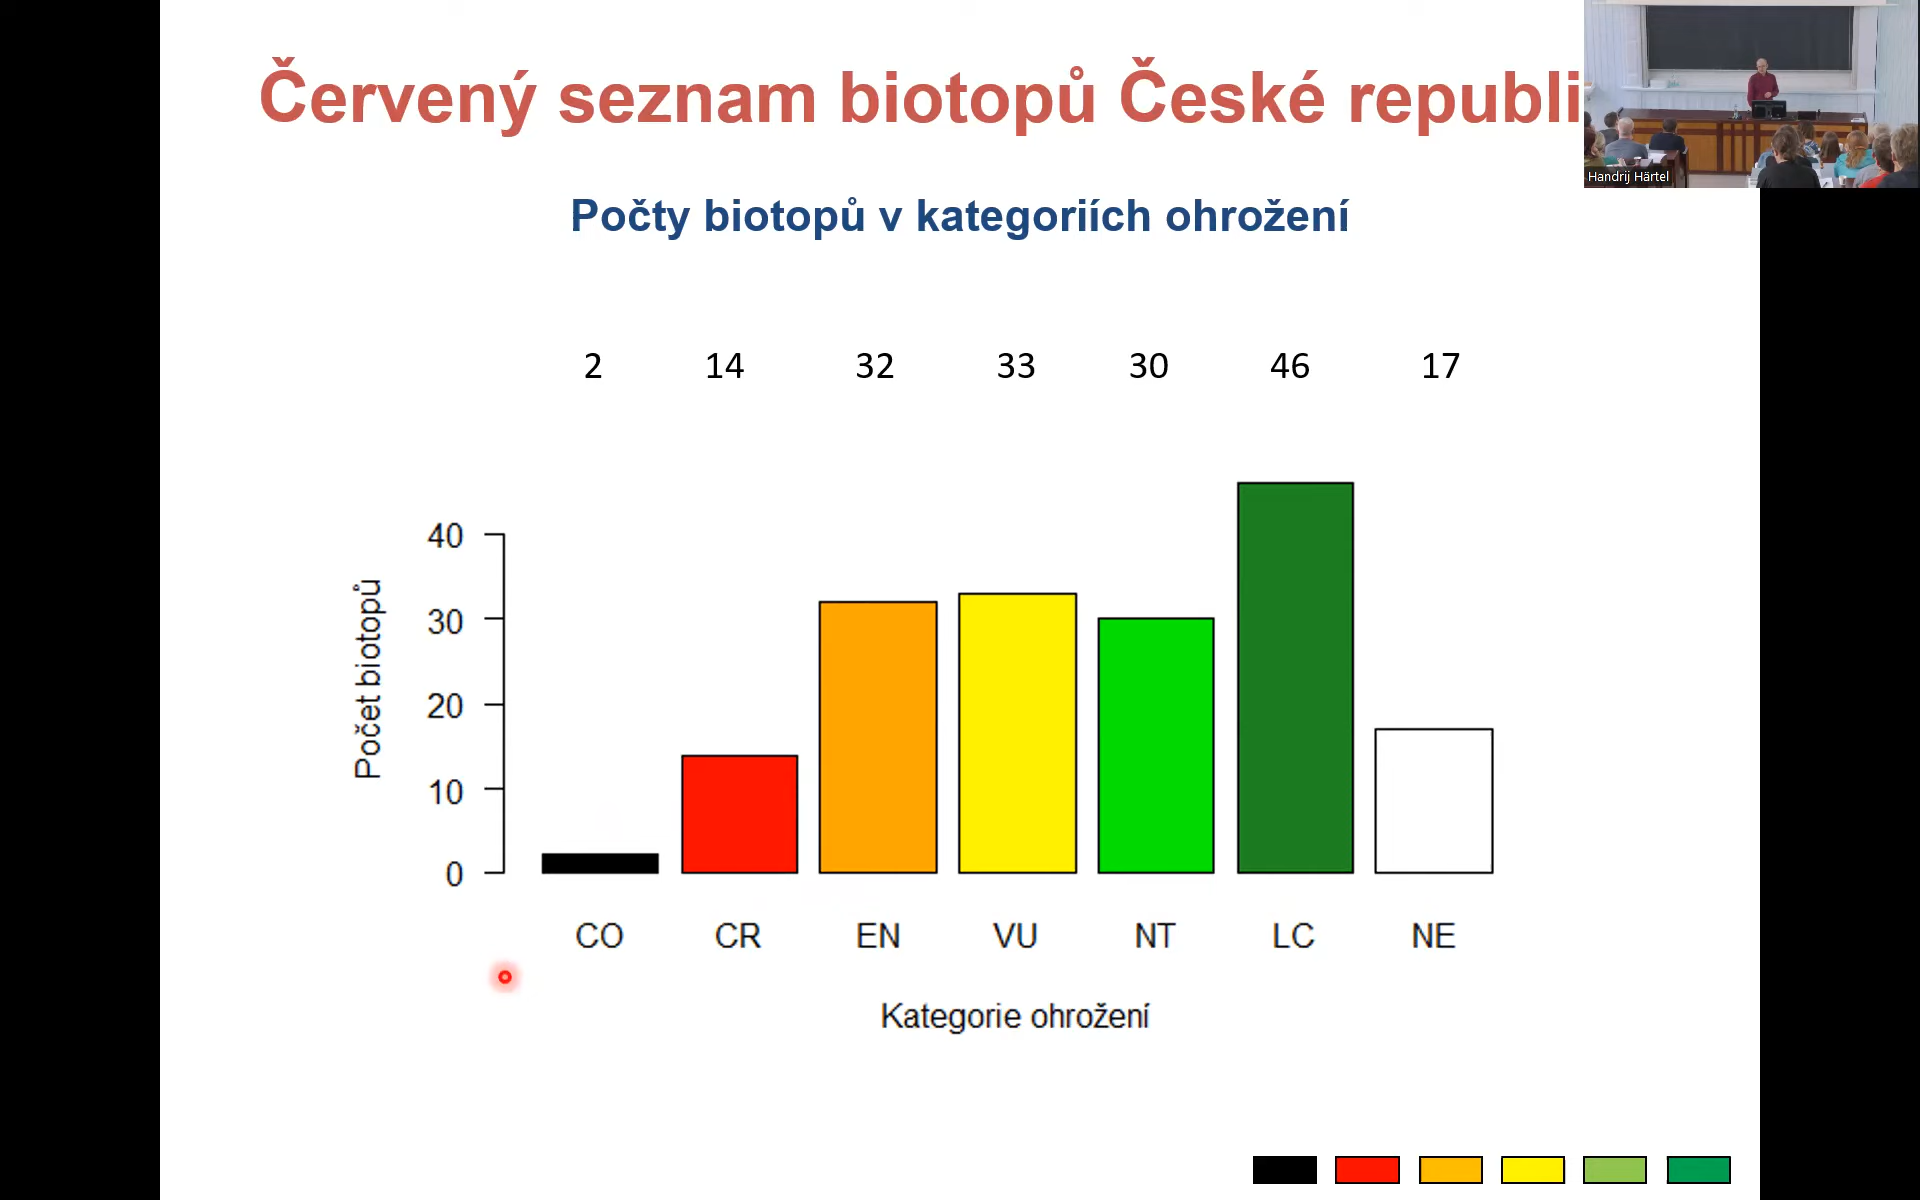 Červený seznam biotopů České republi
Handrij Härtel
Počty biotopů v kategoriích ohrožení
2 14 32 33 30 46 17
40
30
20
10
0
Počet biotopů
CO CR EN VU NT LC NE
Kategorie ohrožení